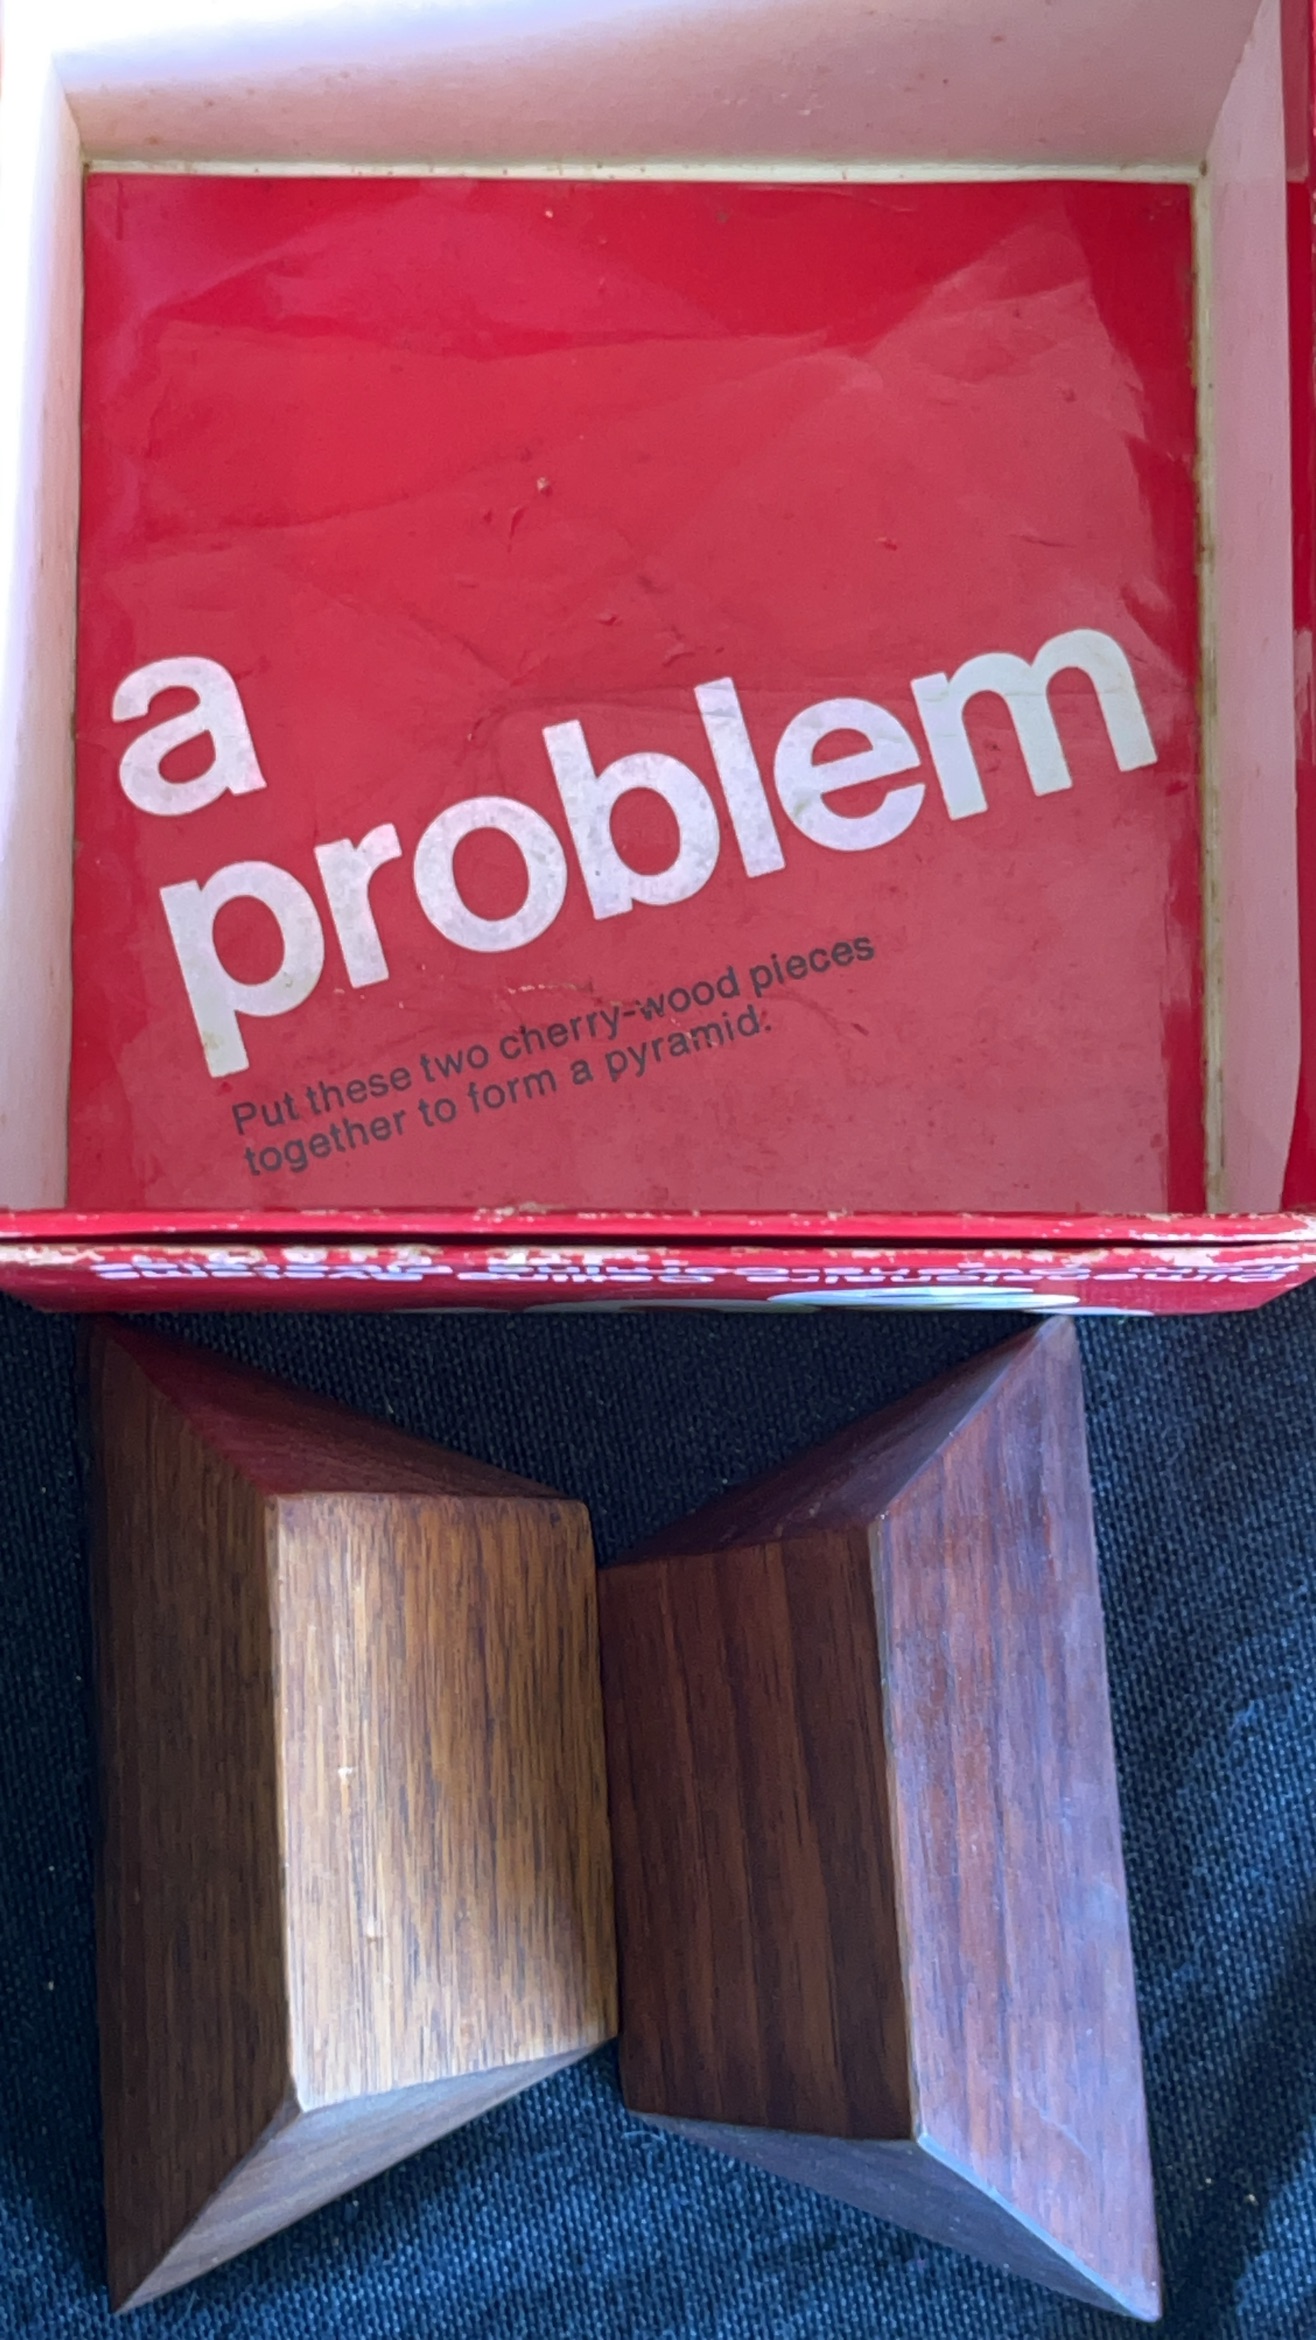 a
problem
Put these two cherry-wood pieces
together to form a pyramid.